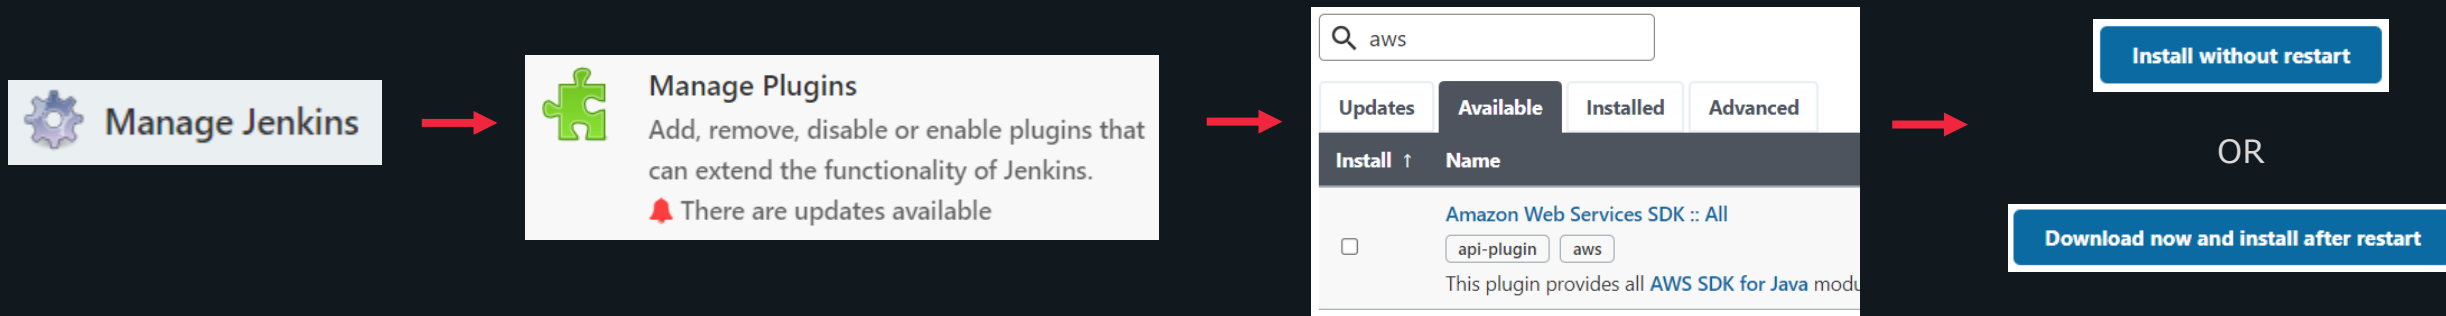 Manage Jenkins
Manage Plugins
Add, remove, disable or enable plugins that
can extend the functionality of Jenkins.
There are updates available
aws
Updates Available Installed Advanced
Install ↑ Name
Amazon Web Services SDK :: All
api-plugin aws
This plugin provides all AWS SDK for Java modu
Install without restart
OR
Download now and install after restart